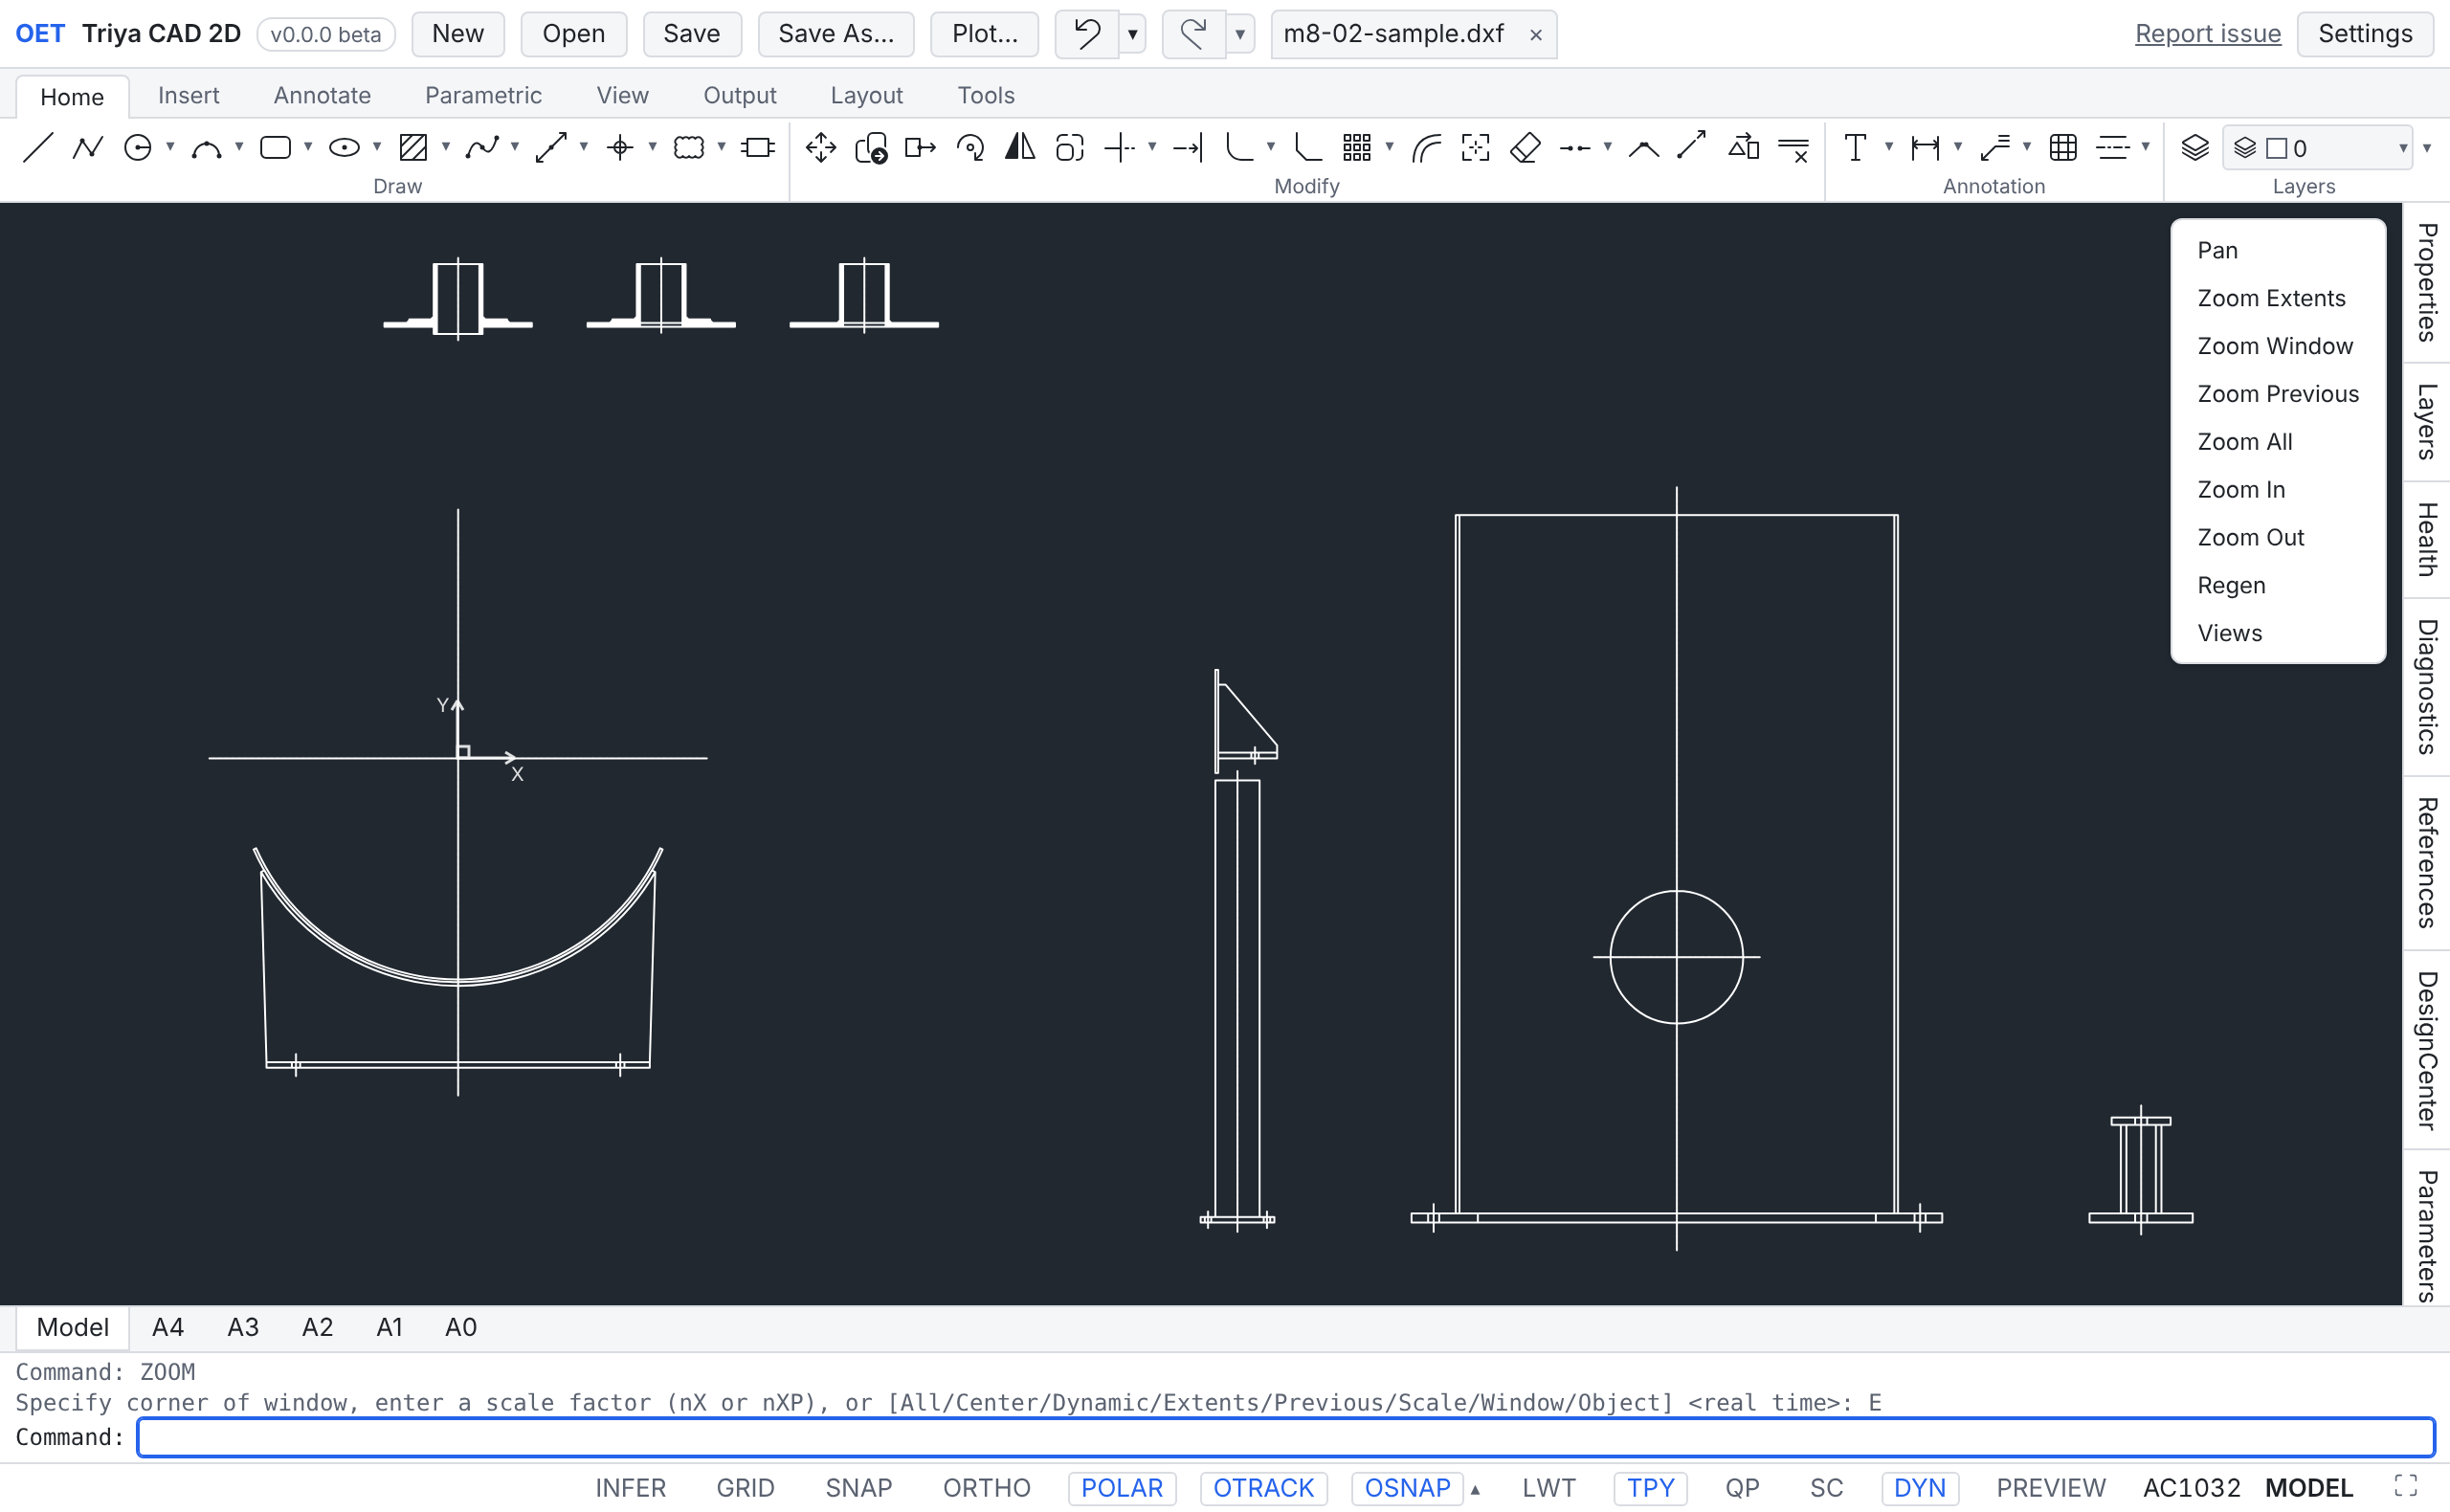 OET Triya CAD 2D v0.0.0 beta New Open Save Save As... Plot... m8-02-sample.dxf × Report issue Settings
Home Insert Annotate Parametric View Output Layout Tools
0
Draw Modify Annotation Layers
Pan
Zoom Extents
Zoom Window
Zoom Previous
Zoom All
Zoom In
Zoom Out
Regen
Views
Properties
Layers
Health
Diagnostics
References
DesignCenter
Parameters
Y
X
Model A4 A3 A2 A1 A0
Command: ZOOM
Specify corner of window, enter a scale factor (nX or nXP), or [All/Center/Dynamic/Extents/Previous/Scale/Window/Object] <real time>: E
Command:
INFER GRID SNAP ORTHO POLAR OTRACK OSNAP LWT TPY QP SC DYN PREVIEW AC1032 MODEL